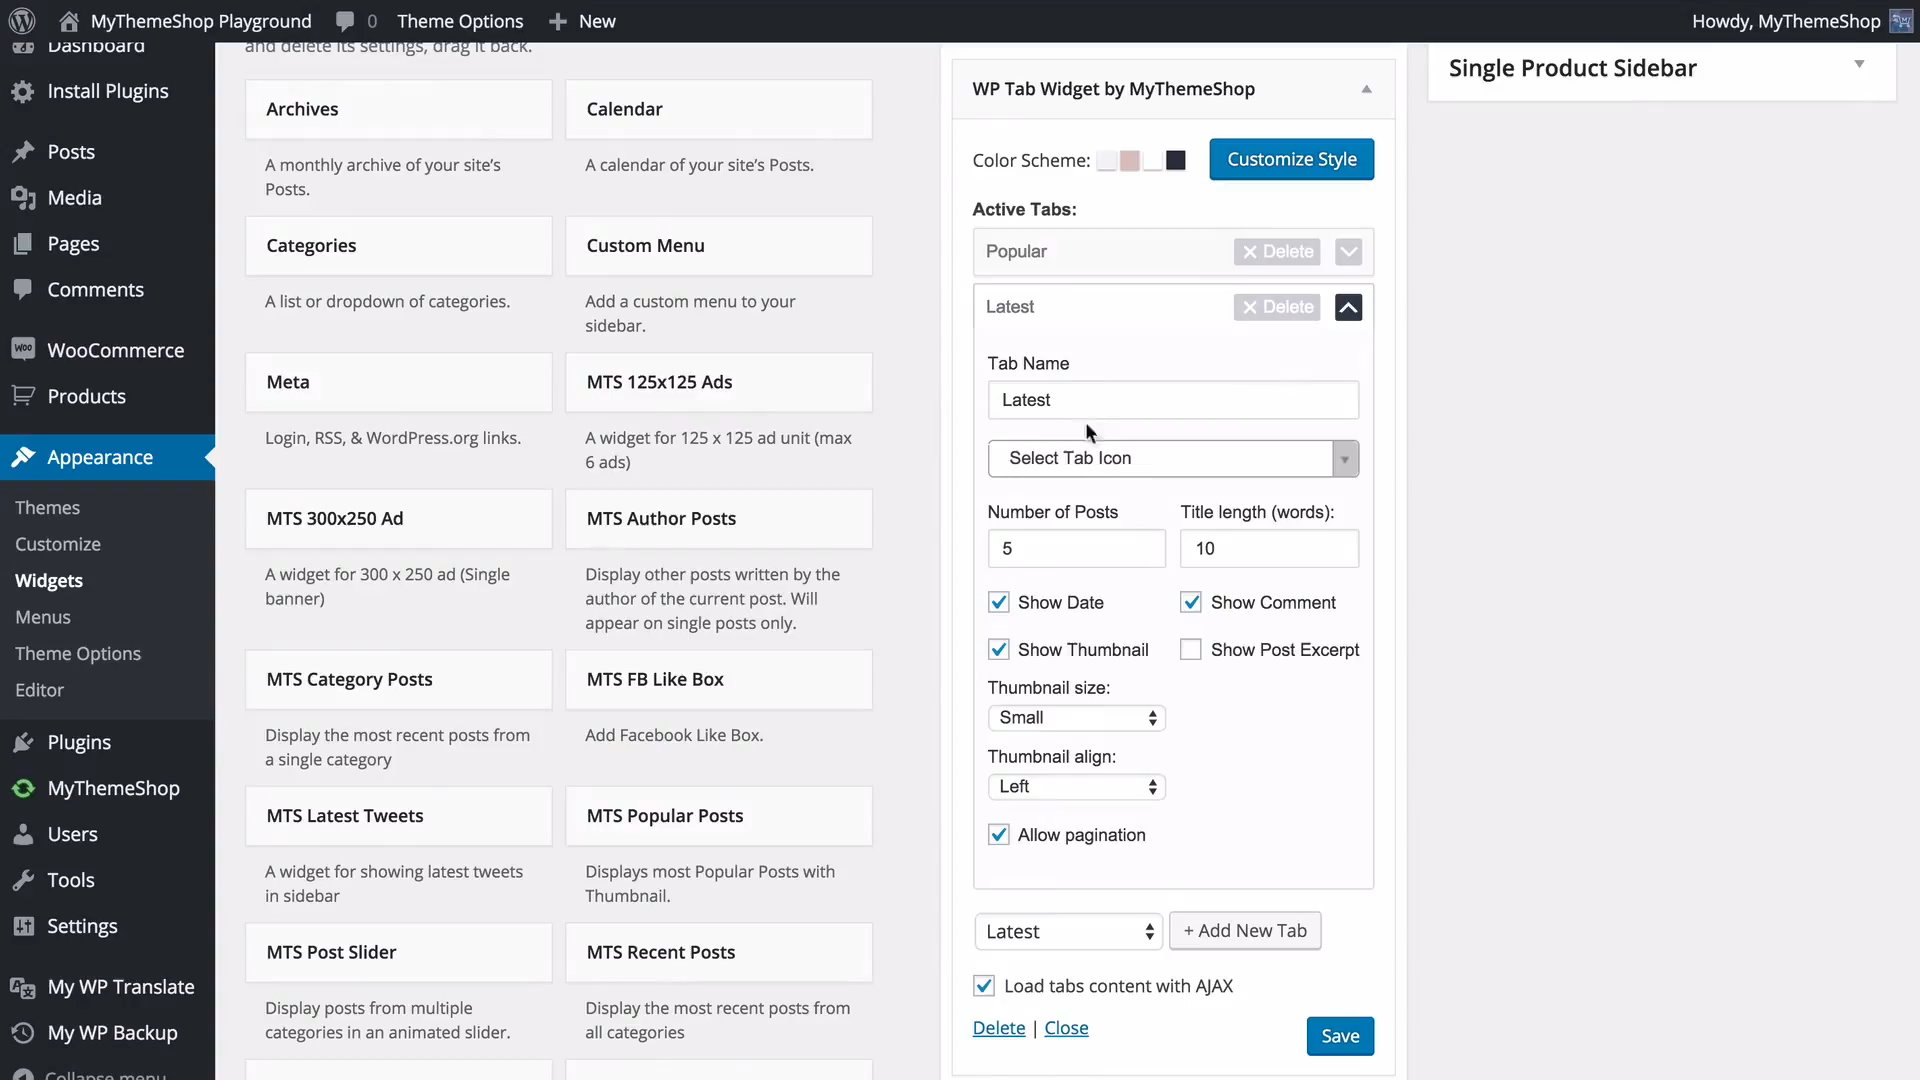 MyThemeShop Playground
0
Theme Options
New
Howdy, MyThemeShop
Dashboard
Install Plugins
Posts
Media
Pages
Comments
WOO
WooCommerce
Products
Appearance
Themes
Customize
Widgets
Menus
Theme Options
Editor
Plugins
MyThemeShop
Users
Tools
Settings
My WP Translate
My WP Backup
Collapse menu
and delete its settings, drag it back.
Archives
A monthly archive of your site's
Posts.
Calendar
A calendar of your site's Posts.
Categories
A list or dropdown of categories.
Custom Menu
Add a custom menu to your
sidebar.
Meta
Login, RSS, & WordPress.org links.
MTS 125x125 Ads
A widget for 125 x 125 ad unit (max
6 ads)
MTS 300x250 Ad
A widget for 300 x 250 ad (Single
banner)
MTS Author Posts
Display other posts written by the
author of the current post. Will
appear on single posts only.
MTS Category Posts
Display the most recent posts from
a single category
MTS FB Like Box
Add Facebook Like Box.
MTS Latest Tweets
A widget for showing latest tweets
in sidebar
MTS Popular Posts
Displays most Popular Posts with
Thumbnail.
MTS Post Slider
Display posts from multiple
categories in an animated slider.
MTS Recent Posts
Display the most recent posts from
all categories
WP Tab Widget by MyThemeShop
Color Scheme:
Customize Style
Active Tabs:
Popular
Delete
Latest
Delete
Tab Name
Latest
Select Tab Icon
Number of Posts
Title length (words):
5
10
Show Date
Show Comment
Show Thumbnail
Show Post Excerpt
Thumbnail size:
Small
Thumbnail align:
Left
Allow pagination
Latest
+ Add New Tab
Load tabs content with AJAX
Delete | Close
Save
Single Product Sidebar